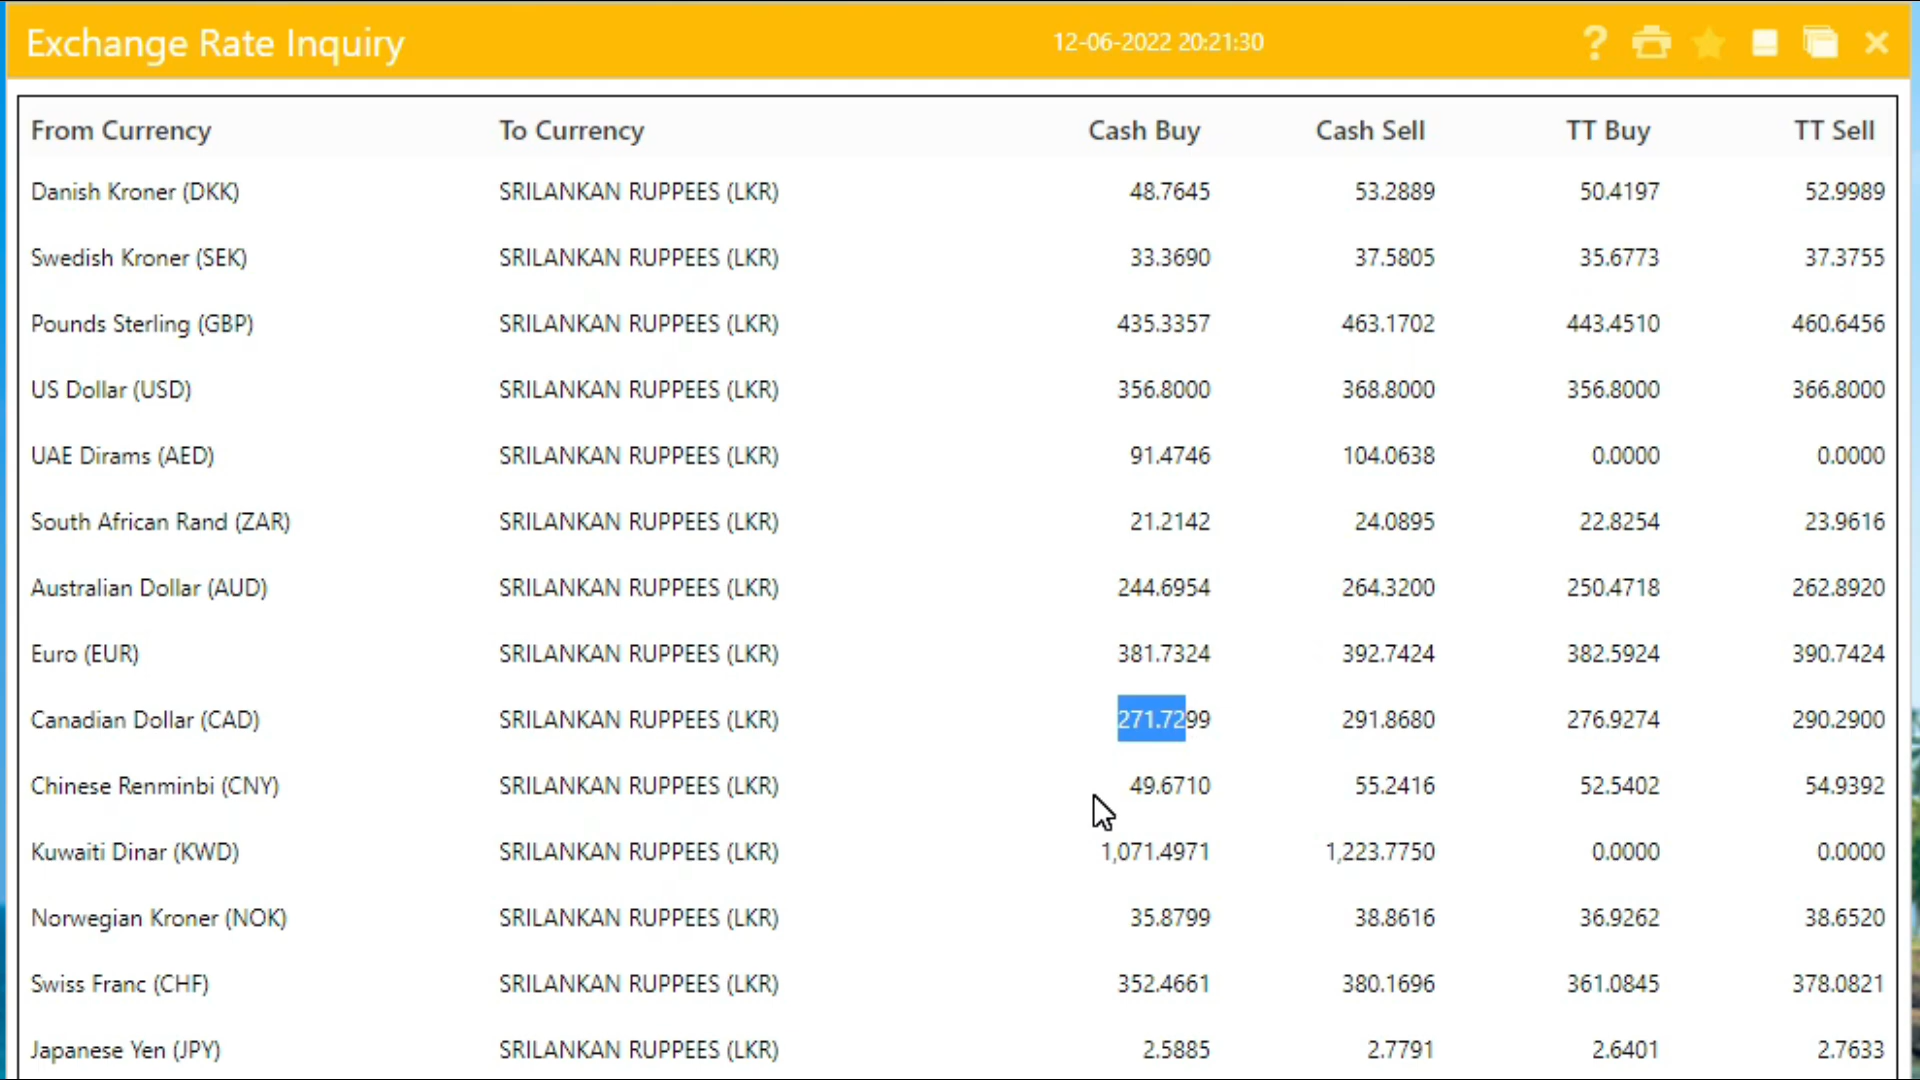 Exchange Rate Inquiry 12-06-2022 20:21:30 ?
From Currency To Currency Cash Buy Cash Sell TT Buy TT Sell
Danish Kroner (DKK) SRILANKAN RUPPEES (LKR) 48.7645 53.2889 50.4197 52.9989
Swedish Kroner (SEK) SRILANKAN RUPPEES (LKR) 33.3690 37.5805 35.6773 37.3755
Pounds Sterling (GBP) SRILANKAN RUPPEES (LKR) 435.3357 463.1702 443.4510 460.6456
US Dollar (USD) SRILANKAN RUPPEES (LKR) 356.8000 368.8000 356.8000 366.8000
UAE Dirams (AED) SRILANKAN RUPPEES (LKR) 91.4746 104.0638 0.0000 0.0000
South African Rand (ZAR) SRILANKAN RUPPEES (LKR) 21.2142 24.0895 22.8254 23.9616
Australian Dollar (AUD) SRILANKAN RUPPEES (LKR) 244.6954 264.3200 250.4718 262.8920
Euro (EUR) SRILANKAN RUPPEES (LKR) 381.7324 392.7424 382.5924 390.7424
Canadian Dollar (CAD) SRILANKAN RUPPEES (LKR) 271.7299 291.8680 276.9274 290.2900
Chinese Renminbi (CNY) SRILANKAN RUPPEES (LKR) 49.6710 55.2416 52.5402 54.9392
Kuwaiti Dinar (KWD) SRILANKAN RUPPEES (LKR) 1,071.4971 1,223.7750 0.0000 0.0000
Norwegian Kroner (NOK) SRILANKAN RUPPEES (LKR) 35.8799 38.8616 36.9262 38.6520
Swiss Franc (CHF) SRILANKAN RUPPEES (LKR) 352.4661 380.1696 361.0845 378.0821
Japanese Yen (JPY) SRILANKAN RUPPEES (LKR) 2.5885 2.7791 2.6401 2.7633